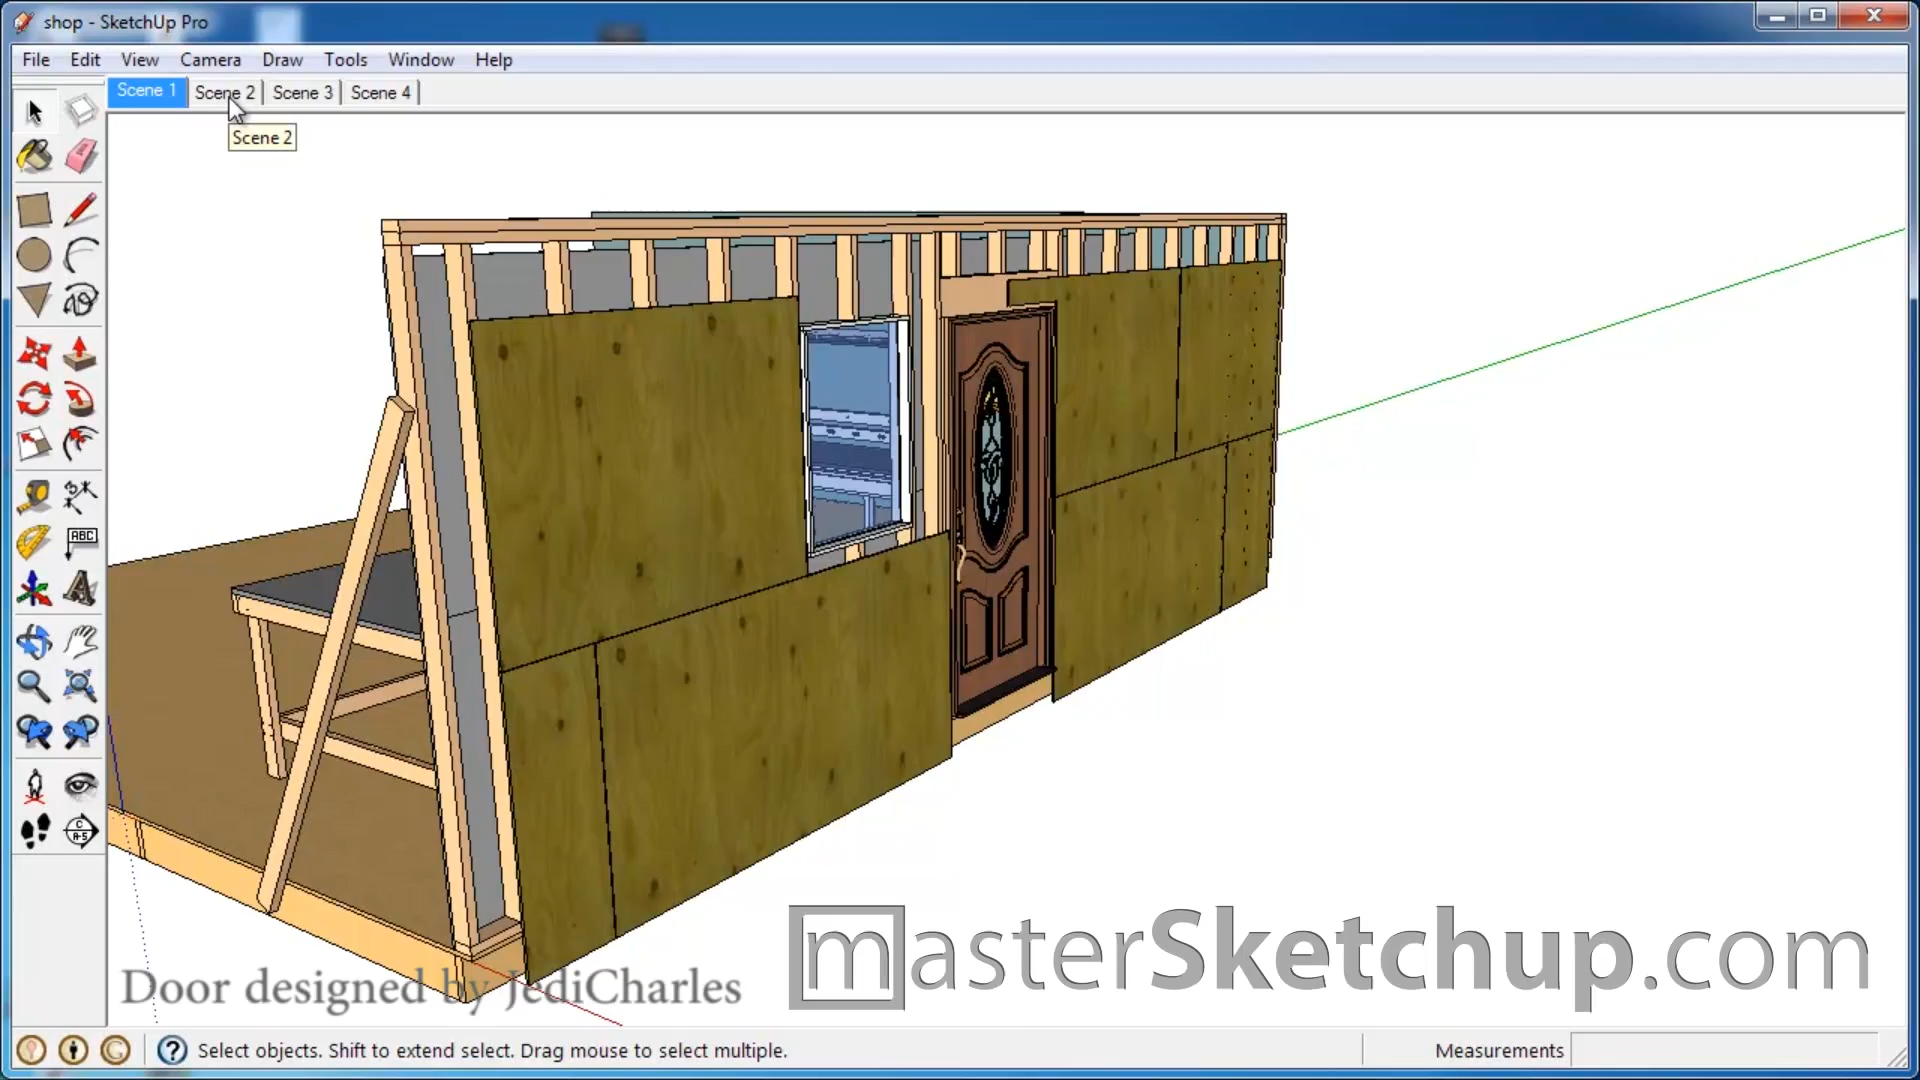 shop - SketchUp Pro
File Edit View Camera Draw Tools Window Help
Scene 1 Scene 2 Scene 3 Scene 4
Scene 2
ABC
C
A-5
masterSketchup.com
Door designed by JediCharles
Select objects. Shift to extend select. Drag mouse to select multiple.
Measurements